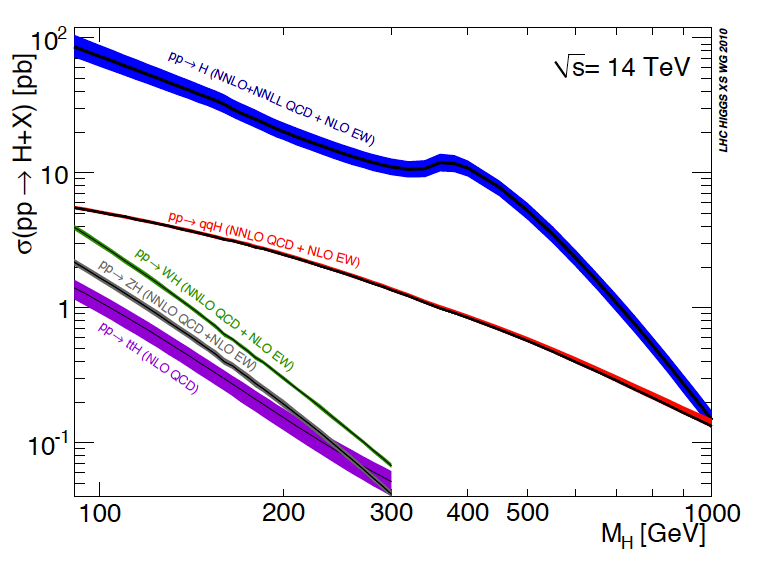 σ(pp → H+X) [pb]
10²
10
1
10⁻¹
pp→ H (NNLO+NNLL QCD + NLO EW)
√s= 14 TeV
LHC HIGGS XS WG 2010
pp→ qqH (NNLO QCD + NLO EW)
pp→ WH (NNLO QCD + NLO EW)
pp→ ZH (NNLO QCD +NLO EW)
pp→ ttH (NLO QCD)
100 200 300 400 500 1000
M_H [GeV]